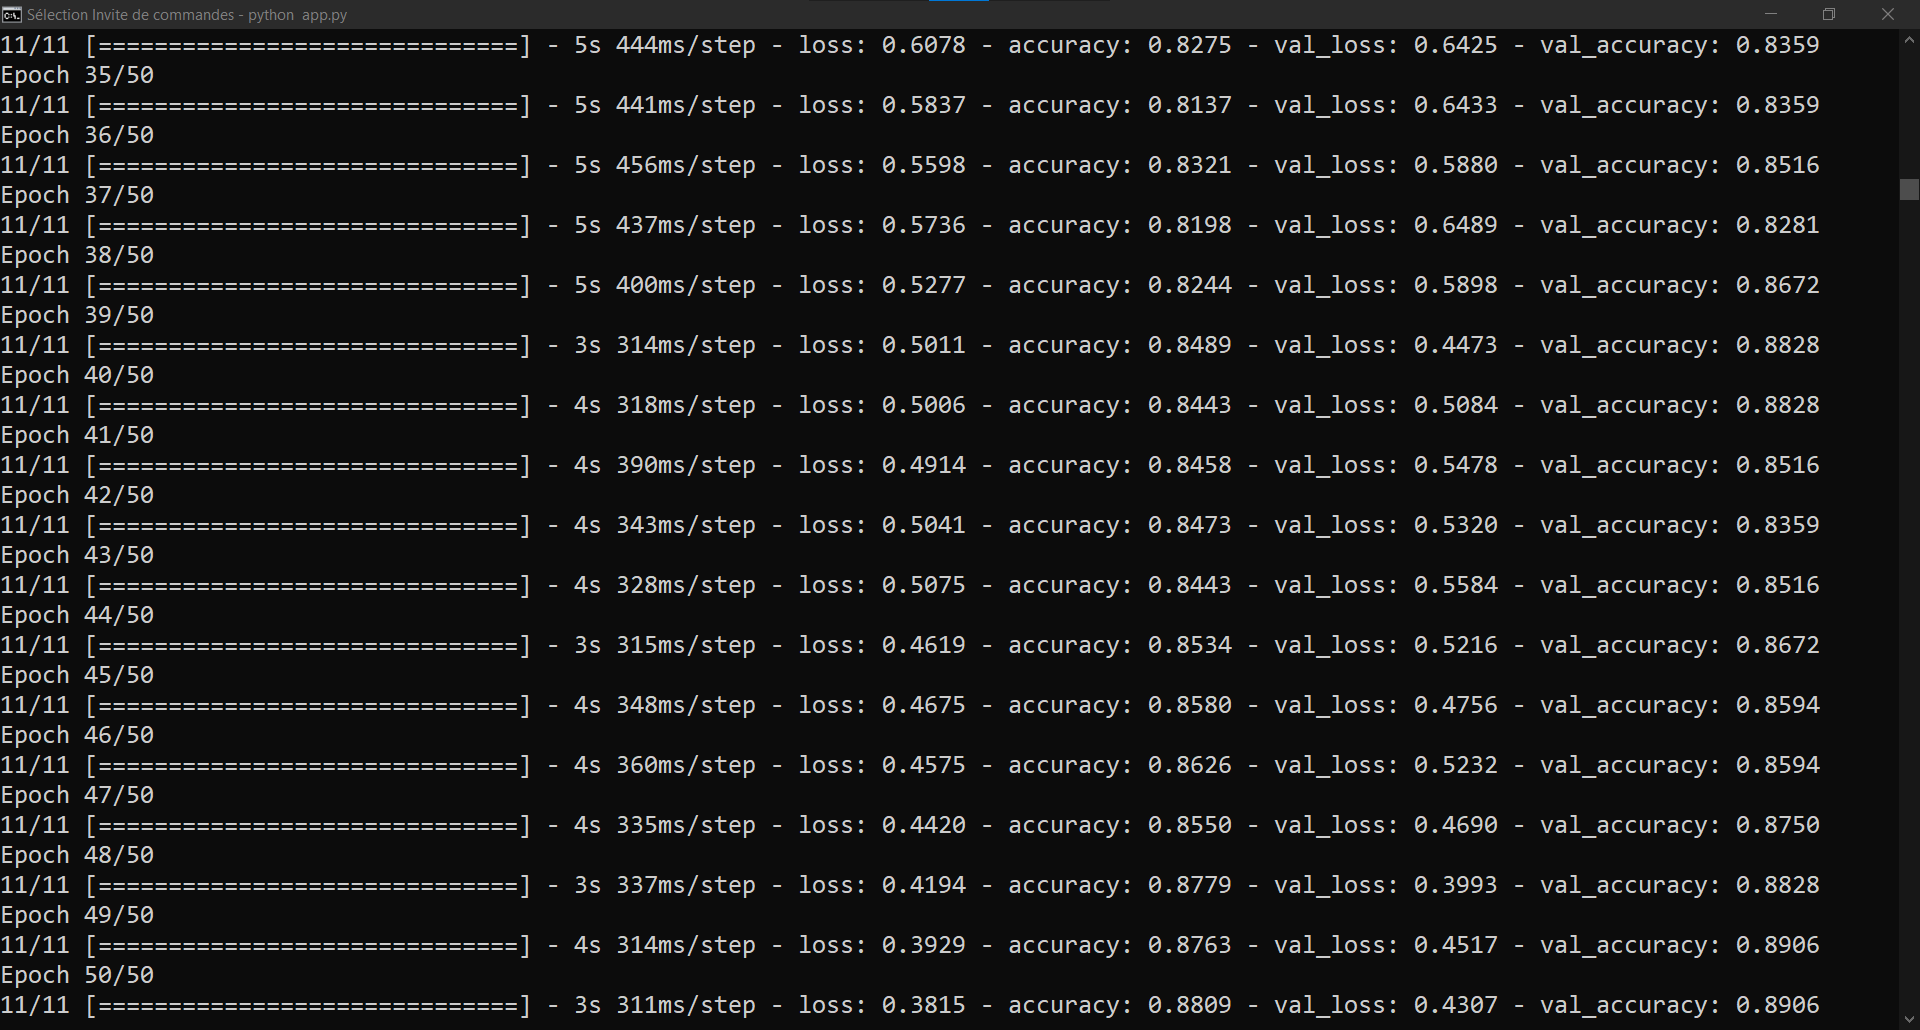 Sélection Invite de commandes - python  app.py
11/11 [==============================] - 5s 444ms/step - loss: 0.6078 - accuracy: 0.8275 - val_loss: 0.6425 - val_accuracy: 0.8359
Epoch 35/50
11/11 [==============================] - 5s 441ms/step - loss: 0.5837 - accuracy: 0.8137 - val_loss: 0.6433 - val_accuracy: 0.8359
Epoch 36/50
11/11 [==============================] - 5s 456ms/step - loss: 0.5598 - accuracy: 0.8321 - val_loss: 0.5880 - val_accuracy: 0.8516
Epoch 37/50
11/11 [==============================] - 5s 437ms/step - loss: 0.5736 - accuracy: 0.8198 - val_loss: 0.6489 - val_accuracy: 0.8281
Epoch 38/50
11/11 [==============================] - 5s 400ms/step - loss: 0.5277 - accuracy: 0.8244 - val_loss: 0.5898 - val_accuracy: 0.8672
Epoch 39/50
11/11 [==============================] - 3s 314ms/step - loss: 0.5011 - accuracy: 0.8489 - val_loss: 0.4473 - val_accuracy: 0.8828
Epoch 40/50
11/11 [==============================] - 4s 318ms/step - loss: 0.5006 - accuracy: 0.8443 - val_loss: 0.5084 - val_accuracy: 0.8828
Epoch 41/50
11/11 [==============================] - 4s 390ms/step - loss: 0.4914 - accuracy: 0.8458 - val_loss: 0.5478 - val_accuracy: 0.8516
Epoch 42/50
11/11 [==============================] - 4s 343ms/step - loss: 0.5041 - accuracy: 0.8473 - val_loss: 0.5320 - val_accuracy: 0.8359
Epoch 43/50
11/11 [==============================] - 4s 328ms/step - loss: 0.5075 - accuracy: 0.8443 - val_loss: 0.5584 - val_accuracy: 0.8516
Epoch 44/50
11/11 [==============================] - 3s 315ms/step - loss: 0.4619 - accuracy: 0.8534 - val_loss: 0.5216 - val_accuracy: 0.8672
Epoch 45/50
11/11 [==============================] - 4s 348ms/step - loss: 0.4675 - accuracy: 0.8580 - val_loss: 0.4756 - val_accuracy: 0.8594
Epoch 46/50
11/11 [==============================] - 4s 360ms/step - loss: 0.4575 - accuracy: 0.8626 - val_loss: 0.5232 - val_accuracy: 0.8594
Epoch 47/50
11/11 [==============================] - 4s 335ms/step - loss: 0.4420 - accuracy: 0.8550 - val_loss: 0.4690 - val_accuracy: 0.8750
Epoch 48/50
11/11 [==============================] - 3s 337ms/step - loss: 0.4194 - accuracy: 0.8779 - val_loss: 0.3993 - val_accuracy: 0.8828
Epoch 49/50
11/11 [==============================] - 4s 314ms/step - loss: 0.3929 - accuracy: 0.8763 - val_loss: 0.4517 - val_accuracy: 0.8906
Epoch 50/50
11/11 [==============================] - 3s 311ms/step - loss: 0.3815 - accuracy: 0.8809 - val_loss: 0.4307 - val_accuracy: 0.8906